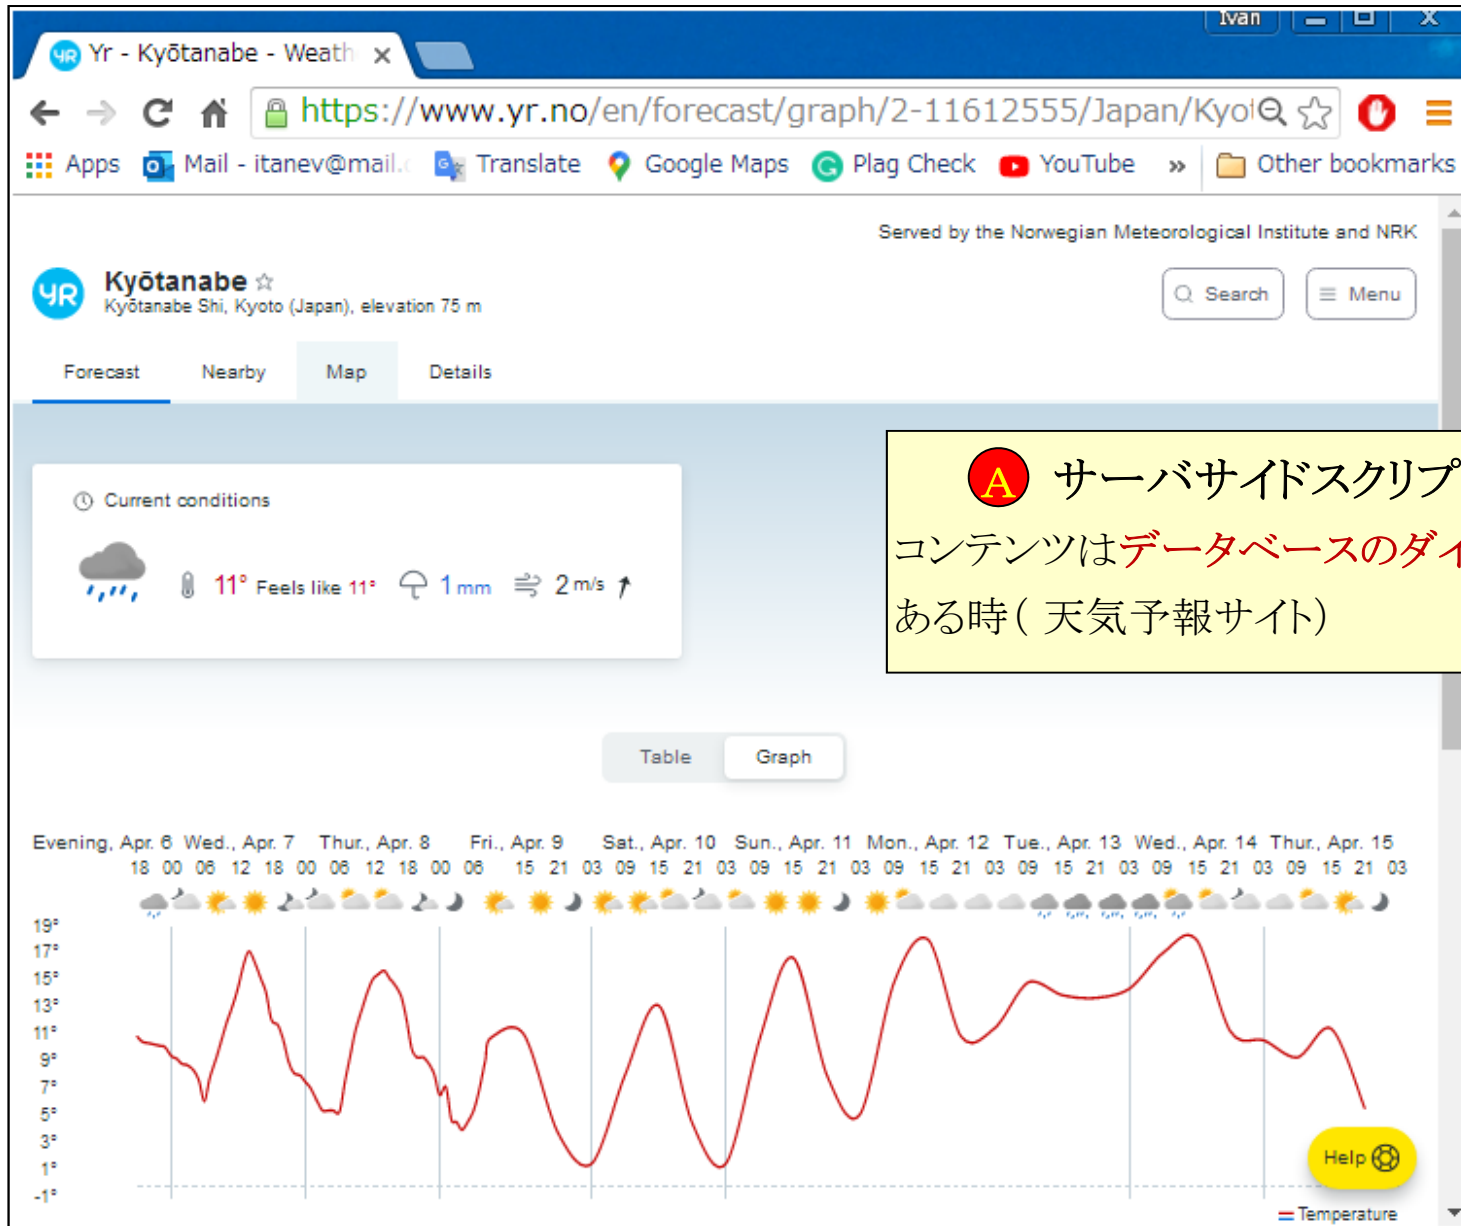 Ivan
YR Yr - Kyōtanabe - Weath
https://www.yr.no/en/forecast/graph/2-11612555/Japan/Kyo
Apps Mail - itanev@mail. Translate Google Maps Plag Check YouTube » Other bookmarks
Served by the Norwegian Meteorological Institute and NRK
YR Kyōtanabe
Kyōtanabe Shi, Kyoto (Japan), elevation 75 m
Search Menu
Forecast Nearby Map Details
A サーバサイドスクリプ
コンテンツはデータベースのダイ
ある時( 天気予報サイト)
Current conditions
11° Feels like 11° 1 mm 2 m/s
Table Graph
Evening, Apr. 6 Wed., Apr. 7 Thur., Apr. 8 Fri., Apr. 9 Sat., Apr. 10 Sun., Apr. 11 Mon., Apr. 12 Tue., Apr. 13 Wed., Apr. 14 Thur., Apr. 15
18 00 06 12 18 00 06 12 18 00 06 15 21 03 09 15 21 03 09 15 21 03 09 15 21 03 09 15 21 03 09 15 21 03 09 15 21 03
19°
17°
15°
13°
11°
9°
7°
5°
3°
1°
-1°
Help
Temperature